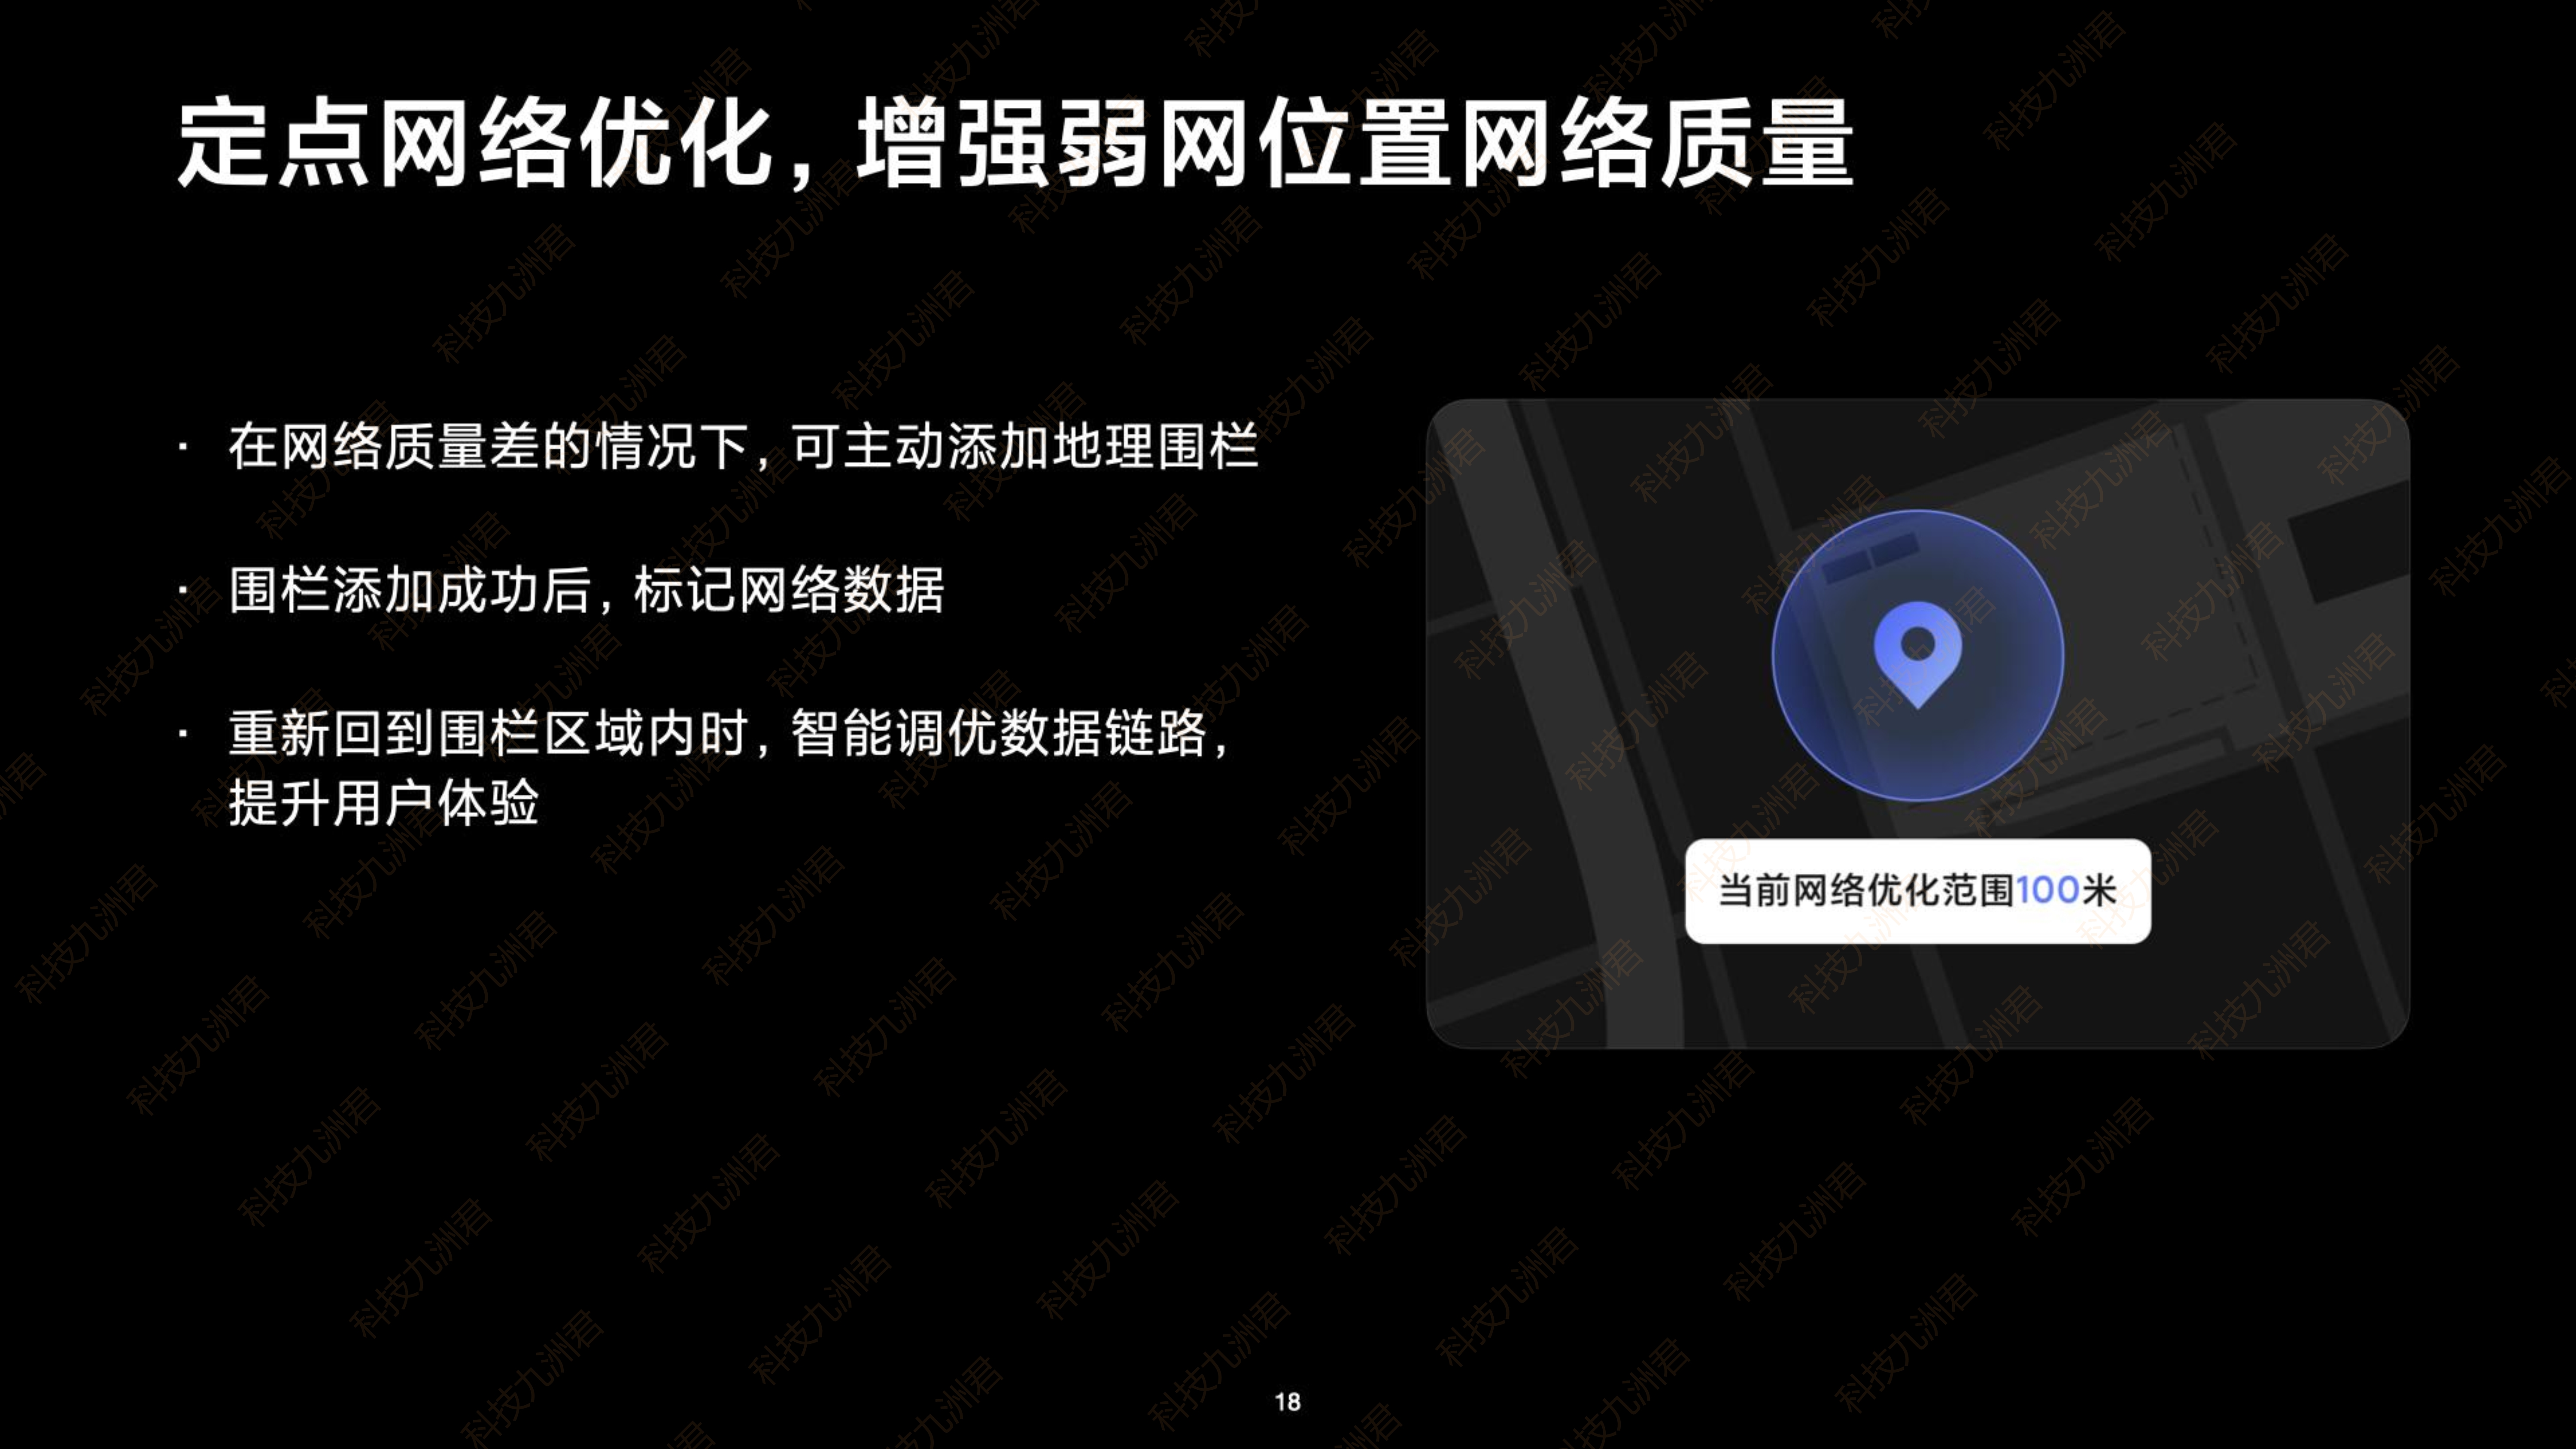 定点网络优化，增强弱网位置网络质量
· 在网络质量差的情况下，可主动添加地理围栏
· 围栏添加成功后，标记网络数据
· 重新回到围栏区域内时，智能调优数据链路，
提升用户体验
当前网络优化范围100米
18
科技九洲君